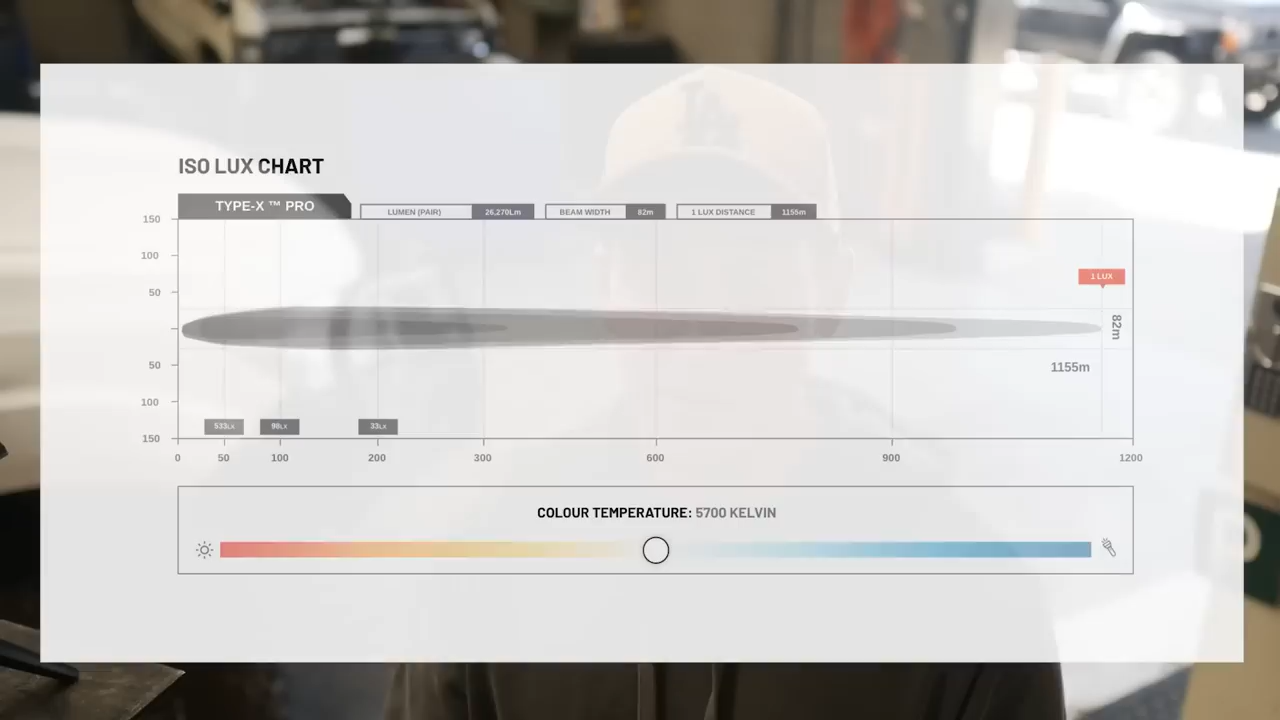 ISO LUX CHART
TYPE-X ™ PRO
LUMEN (PAIR) 26,270Lm BEAM WIDTH 82m 1 LUX DISTANCE 1155m
150
100
50
50
100
150
1 LUX
82m
1155m
533LX 98LX 33LX
0 50 100 200 300 600 900 1200
COLOUR TEMPERATURE: 5700 KELVIN
LA